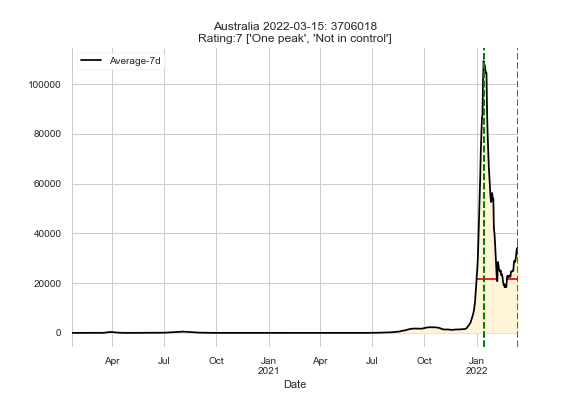 Australia 2022-03-15: 3706018
Rating:7 ['One peak', 'Not in control']
Average-7d
100000
80000
60000
40000
20000
0
Apr Jul Oct Jan Apr Jul Oct Jan
2021 2022
Date